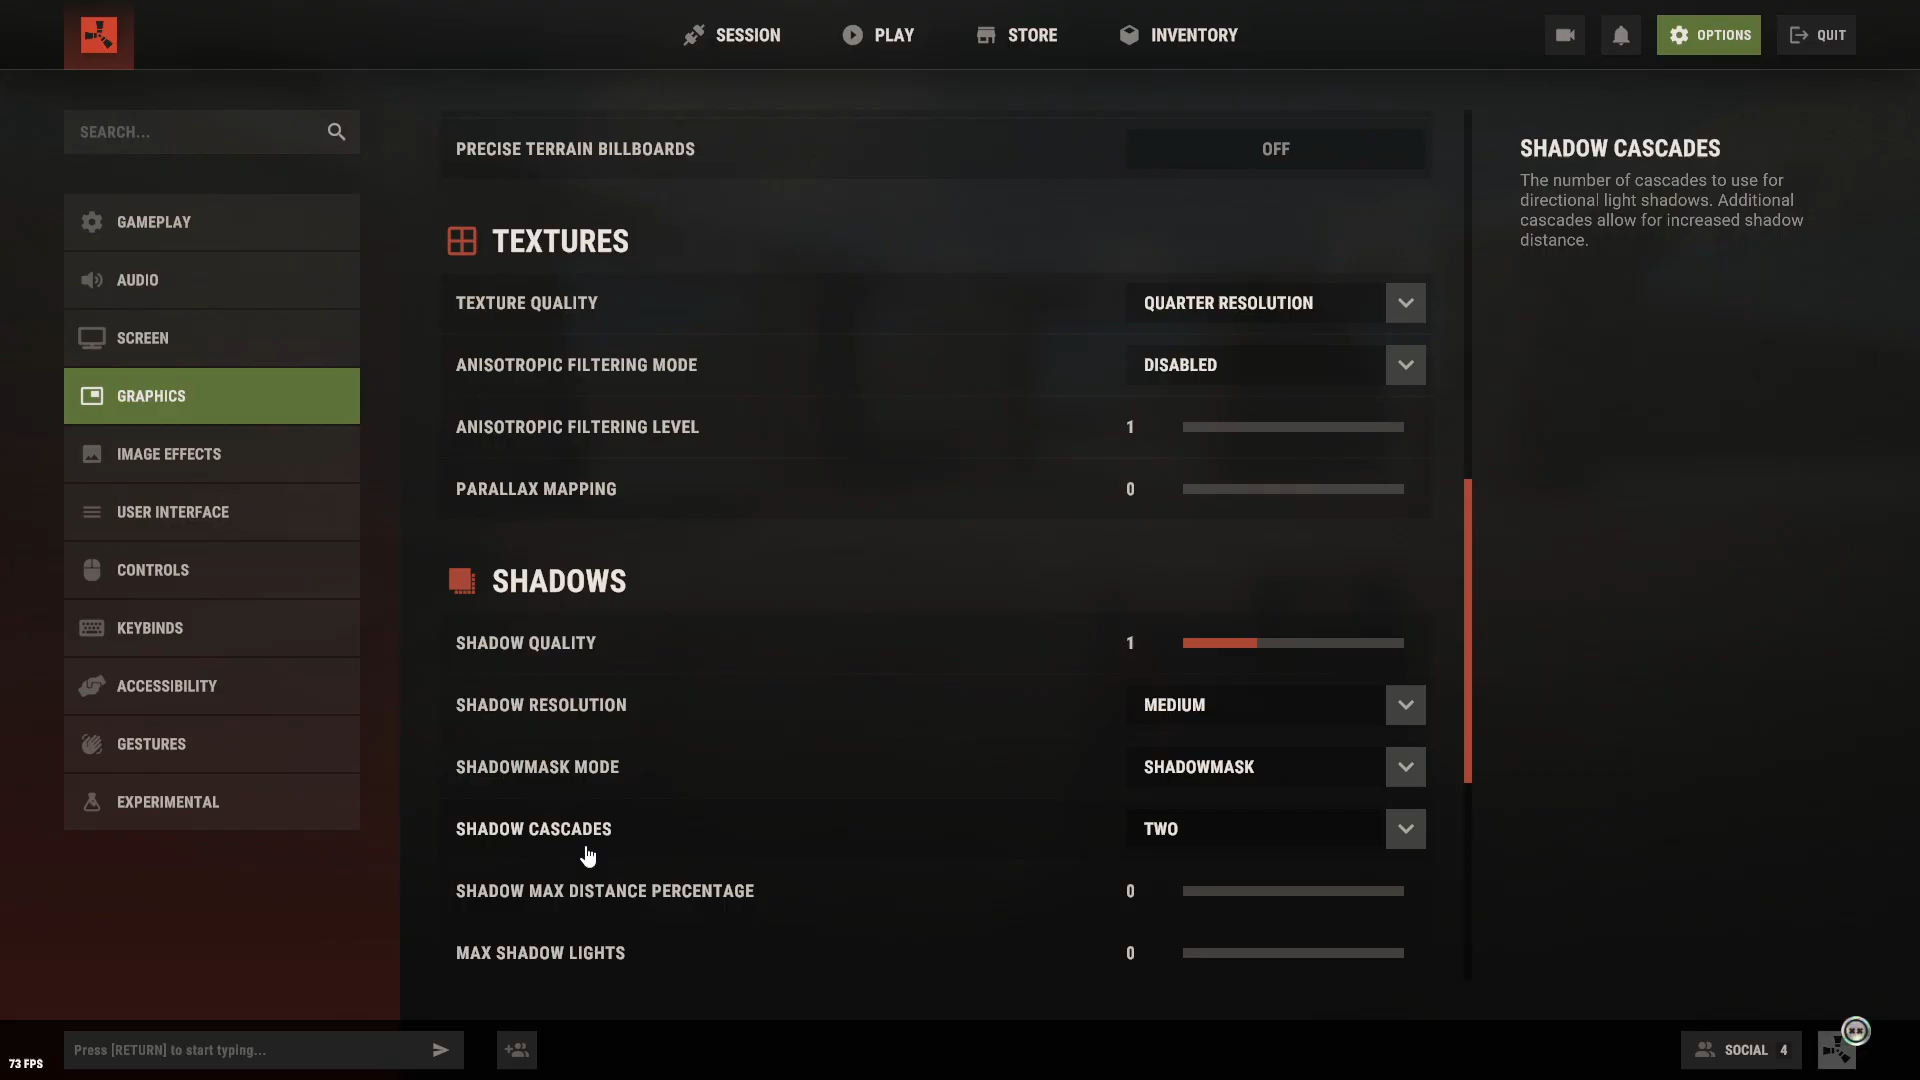 SESSION
PLAY
STORE
INVENTORY
OPTIONS
QUIT
SEARCH...
GAMEPLAY
AUDIO
SCREEN
GRAPHICS
IMAGE EFFECTS
USER INTERFACE
CONTROLS
KEYBINDS
ACCESSIBILITY
GESTURES
EXPERIMENTAL
PRECISE TERRAIN BILLBOARDS OFF
TEXTURES
TEXTURE QUALITY QUARTER RESOLUTION
ANISOTROPIC FILTERING MODE DISABLED
ANISOTROPIC FILTERING LEVEL 1
PARALLAX MAPPING 0
SHADOWS
SHADOW QUALITY 1
SHADOW RESOLUTION MEDIUM
SHADOWMASK MODE SHADOWMASK
SHADOW CASCADES TWO
SHADOW MAX DISTANCE PERCENTAGE 0
MAX SHADOW LIGHTS 0
SHADOW CASCADES
The number of cascades to use for
directional light shadows. Additional
cascades allow for increased shadow
distance.
73 FPS
Press [RETURN] to start typing...
SOCIAL 4